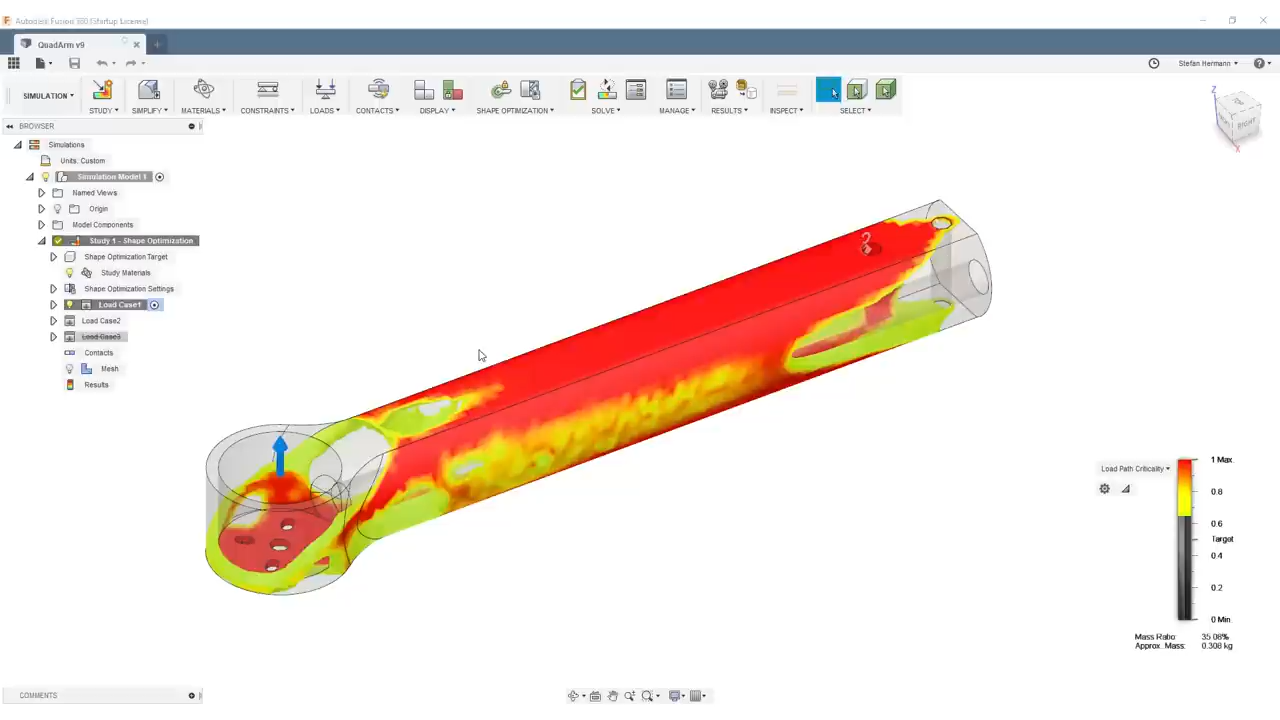 Autodesk Fusion 360 (Startup License)
QuadArm v9
Stefan Hermann
SIMULATION
STUDY
SIMPLIFY
MATERIALS
CONSTRAINTS
LOADS
CONTACTS
DISPLAY
SHAPE OPTIMIZATION
SOLVE
MANAGE
RESULTS
INSPECT
SELECT
Z
TOP
RIGHT
X
BROWSER
Simulations
Units: Custom
Simulation Model 1
Named Views
Origin
Model Components
Study 1 - Shape Optimization
Shape Optimization Target
Study Materials
Shape Optimization Settings
Load Case1
Load Case2
Load Case3
Contacts
Mesh
Results
Load Path Criticality
1 Max.
0.8
0.6
Target
0.4
0.2
0 Min.
Mass Ratio: 35.08%
Approx. Mass: 0.308 kg
COMMENTS